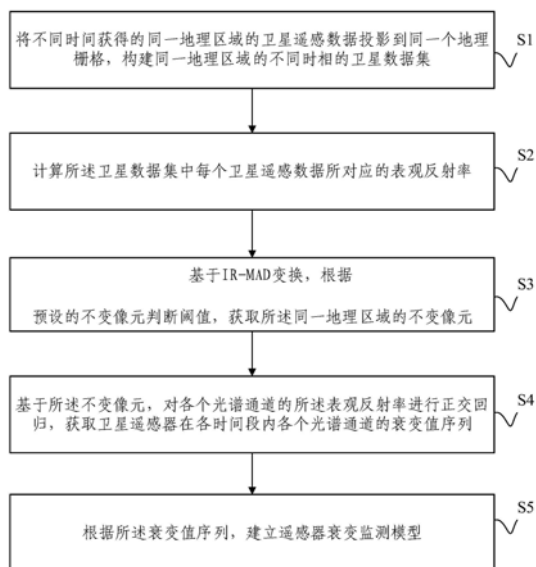 将不同时间获得的同一地理区域的卫星遥感数据投影到同一个地理
栅格，构建同一地理区域的不同时相的卫星数据集
S1
计算所述卫星数据集中每个卫星遥感数据所对应的表观反射率
S2
基于IR-MAD变换，根据
预设的不变像元判断阈值，获取所述同一地理区域的不变像元
S3
基于所述不变像元，对各个光谱通道的所述表观反射率进行正交回
归，获取卫星遥感器在各时间段内各个光谱通道的衰变值序列
S4
根据所述衰变值序列，建立遥感器衰变监测模型
S5